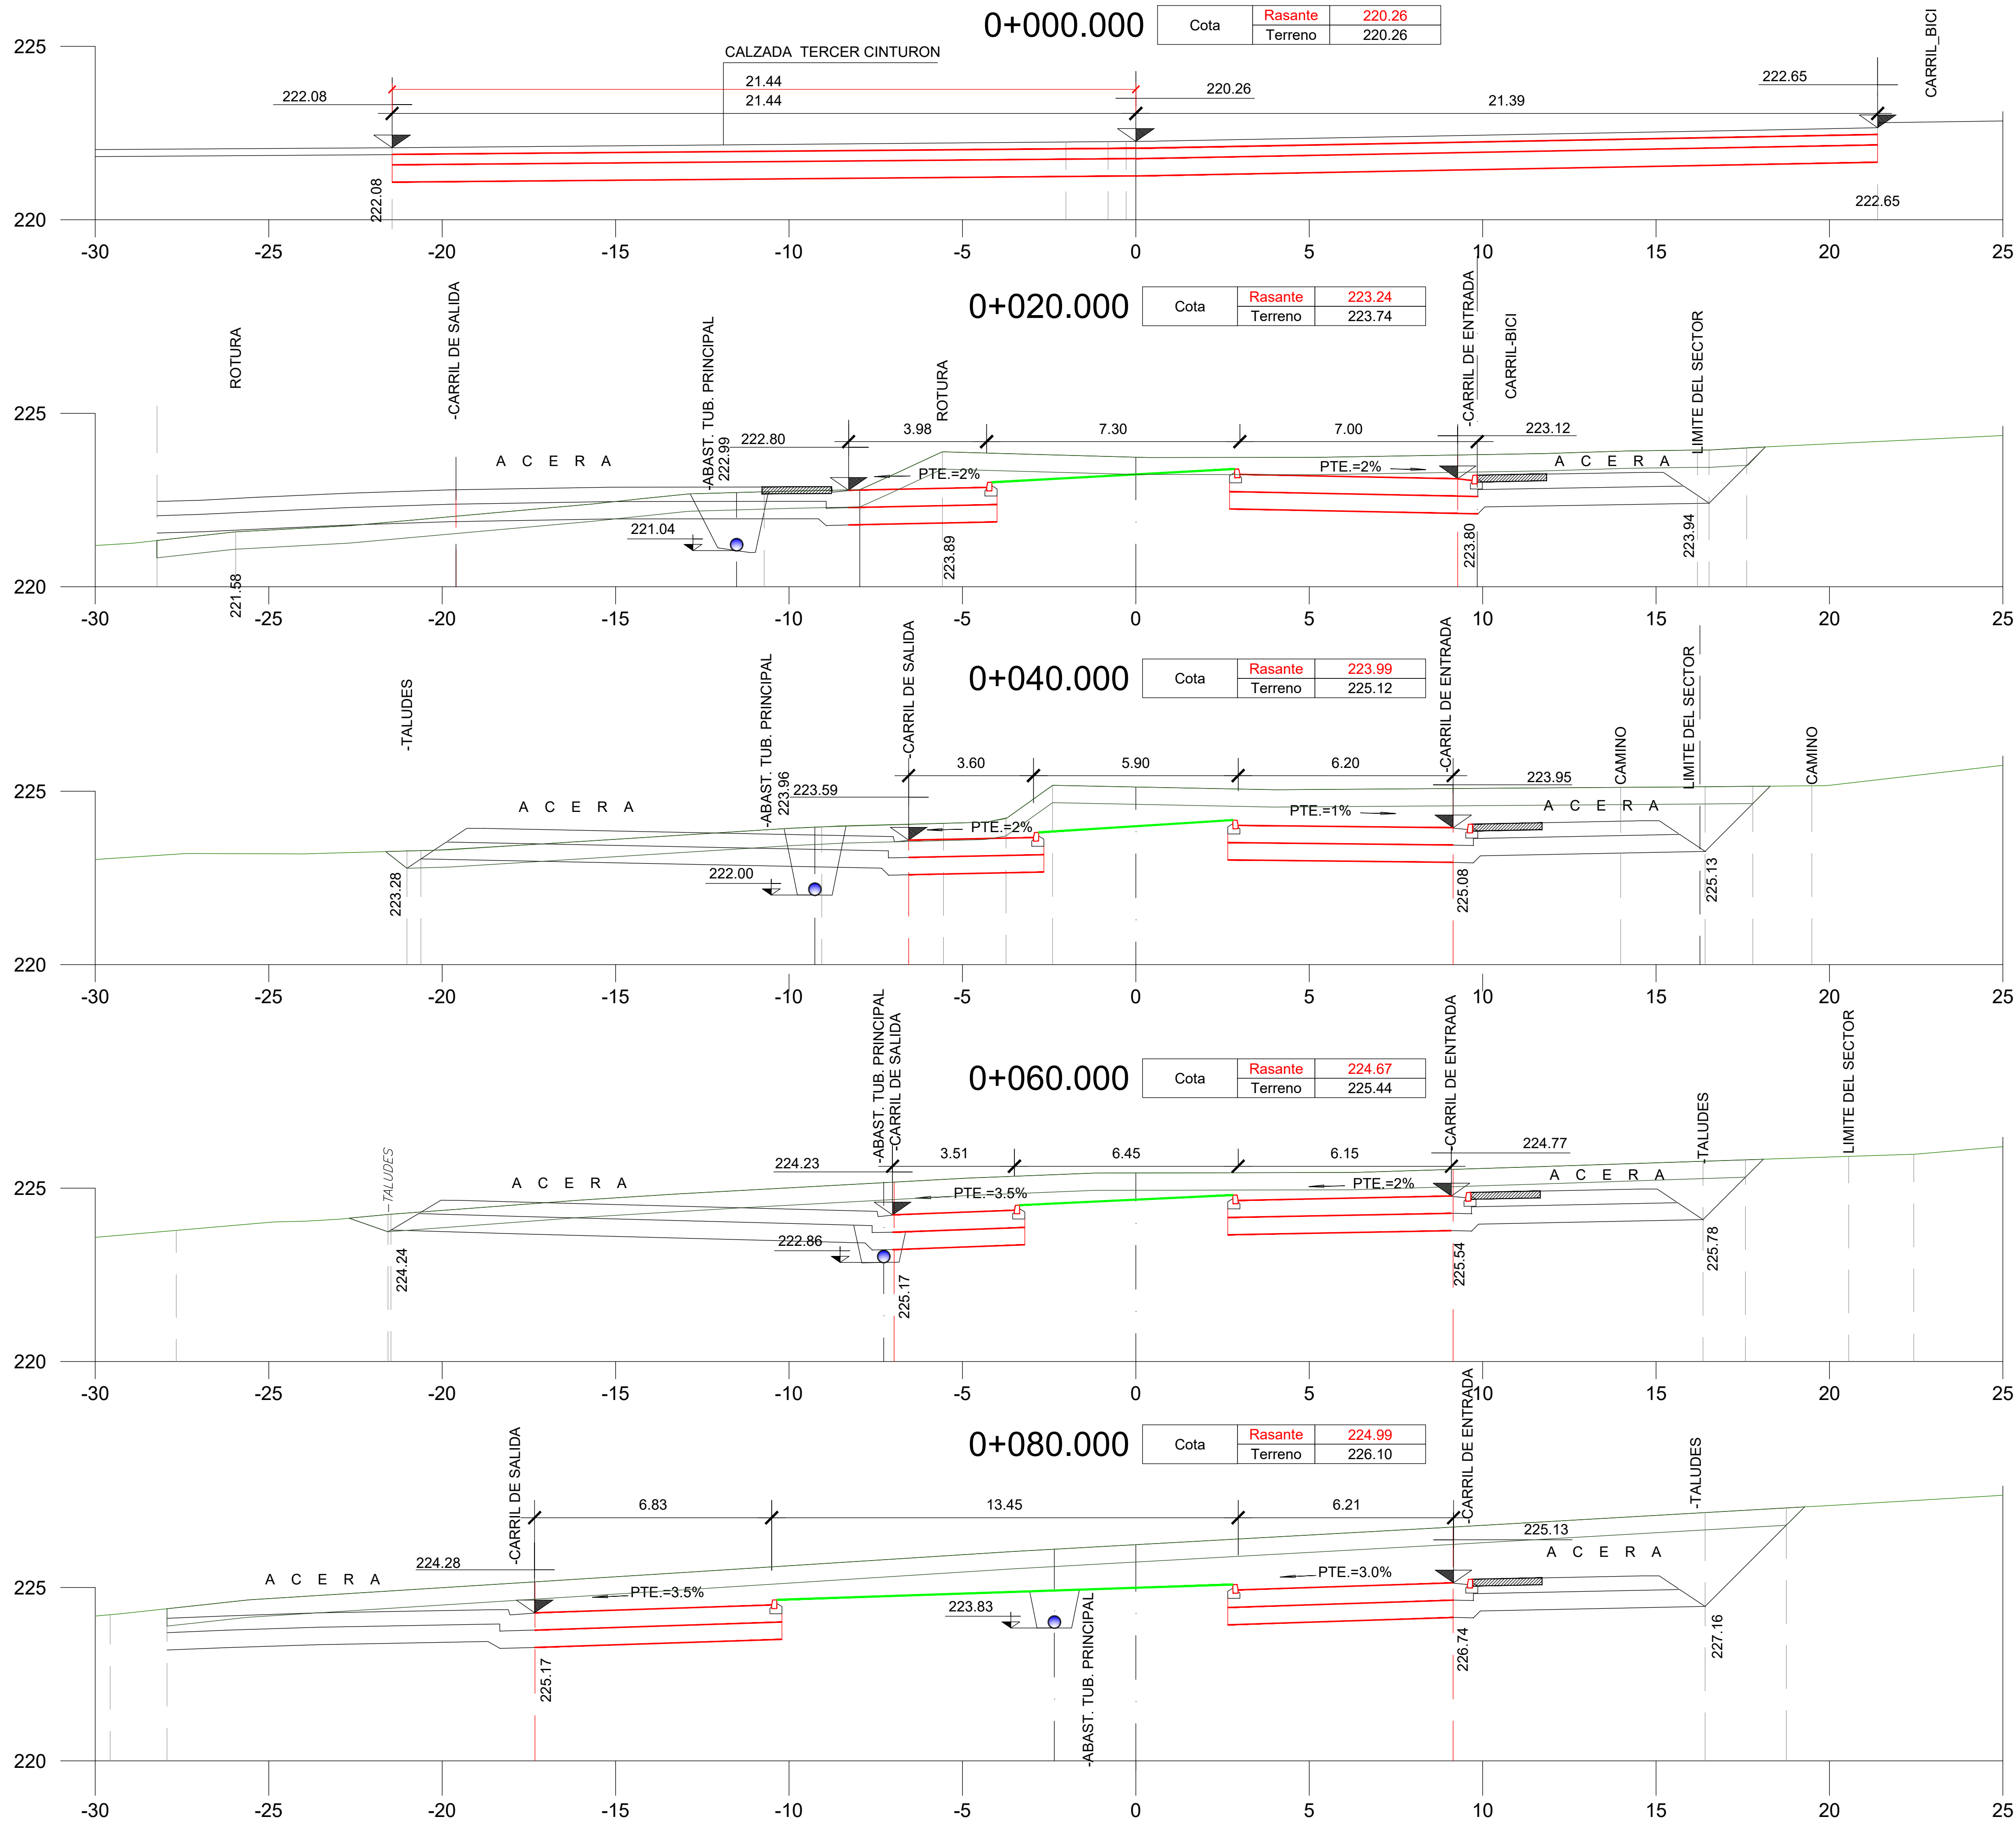 0+000.000
Cota Rasante 220.26
Terreno 220.26
CARRIL_BICI
225
CALZADA TERCER CINTURON
21.44
222.65
222.08
220.26
21.44
21.39
222.08
222.65
220
-30 -25 -20 -15 -10 -5 0 5 10 15 20 25
0+020.000
Cota Rasante 223.24
Terreno 223.74
ROTURA
-CARRIL DE SALIDA
-ABAST. TUB. PRINCIPAL
222.99
ROTURA
-CARRIL DE ENTRADA
CARRIL-BICI
LIMITE DEL SECTOR
225
222.80
3.98
7.30
7.00
223.12
A C E R A
PTE.=2%
PTE.=2%
A C E R A
221.04
221.58
223.89
223.80
223.94
220
-30 -25 -20 -15 -10 -5 0 5 10 15 20 25
0+040.000
Cota Rasante 223.99
Terreno 225.12
-TALUDES
-ABAST. TUB. PRINCIPAL
223.96
-CARRIL DE SALIDA
-CARRIL DE ENTRADA
CAMINO
LIMITE DEL SECTOR
CAMINO
225
223.59
3.60
5.90
6.20
223.95
A C E R A
PTE.=2%
PTE.=1%
A C E R A
222.00
223.28
225.08
225.13
220
-30 -25 -20 -15 -10 -5 0 5 10 15 20 25
0+060.000
Cota Rasante 224.67
Terreno 225.44
-TALUDES
-ABAST. TUB. PRINCIPAL
-CARRIL DE SALIDA
-CARRIL DE ENTRADA
-TALUDES
LIMITE DEL SECTOR
225
224.23
3.51
6.45
6.15
224.77
A C E R A
PTE.=3.5%
PTE.=2%
A C E R A
222.86
224.24
225.17
225.54
225.78
220
-30 -25 -20 -15 -10 -5 0 5 10 15 20 25
0+080.000
Cota Rasante 224.99
Terreno 226.10
-CARRIL DE SALIDA
-CARRIL DE ENTRADA
-TALUDES
6.83
13.45
6.21
225
224.28
225.13
A C E R A
PTE.=3.5%
PTE.=3.0%
A C E R A
223.83
-ABAST. TUB. PRINCIPAL
225.17
226.74
227.16
220
-30 -25 -20 -15 -10 -5 0 5 10 15 20 25